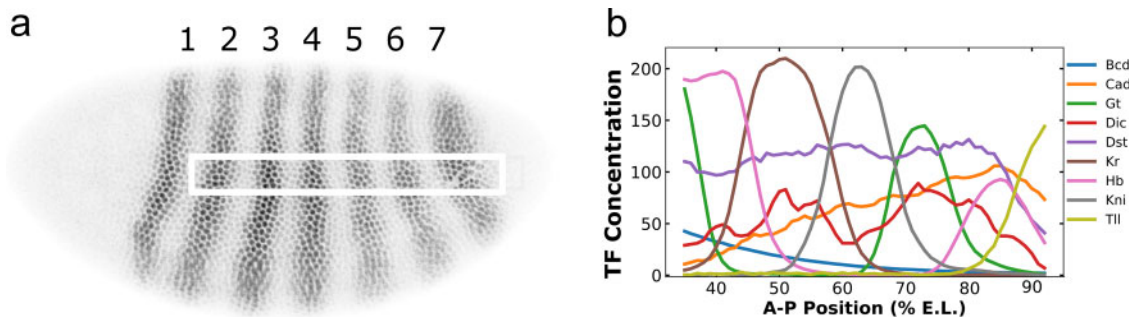 a
1 2 3 4 5 6 7
b
TF Concentration
200
150
100
50
0
40 50 60 70 80 90
A-P Position (% E.L.)
Bcd
Cad
Gt
Dic
Dst
Kr
Hb
Kni
Tll